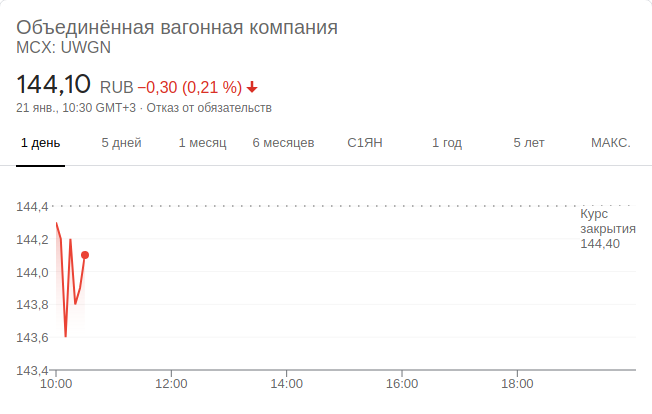 Объединённая вагонная компания
MCX: UWGN
144,10 RUB −0,30 (0,21 %)
21 янв., 10:30 GMT+3 · Отказ от обязательств
1 день 5 дней 1 месяц 6 месяцев С1ЯН 1 год 5 лет МАКС.
144,4
Курс
закрытия
144,40
144,2
144,0
143,8
143,6
143,4
10:00 12:00 14:00 16:00 18:00